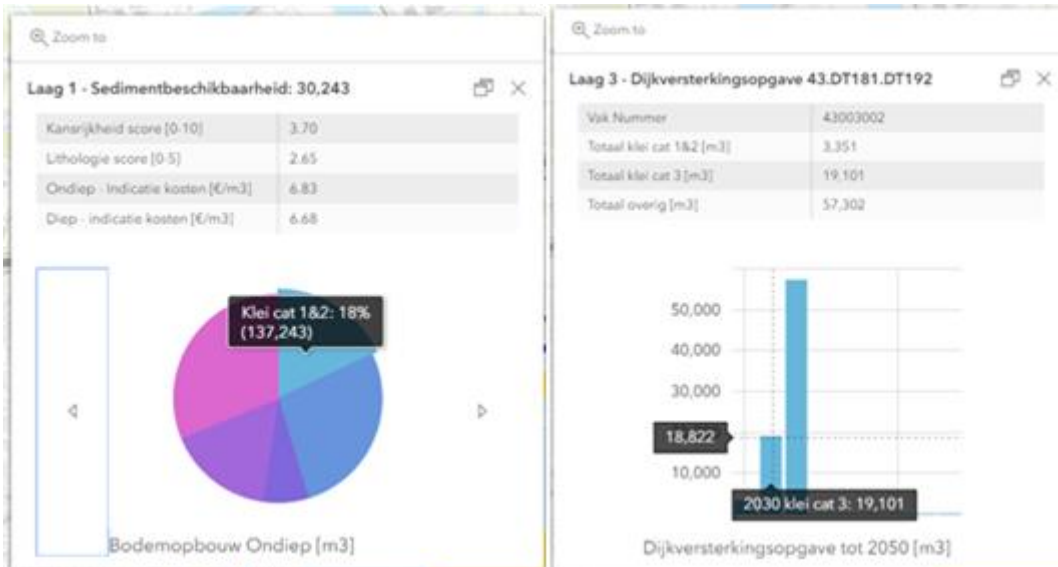 Zoom to
Laag 1 - Sedimentbeschikbaarheid: 30,243
Kansrijkheid score [0-10] 3.70
Lithologie score [0-5] 2.65
Ondiep - Indicatie kosten [€/m3] 6.83
Diep - indicatie kosten [€/m3] 6.68
Klei cat 1&2: 18%
(137,243)
Bodemopbouw Ondiep [m3]
Zoom to
Laag 3 - Dijkversterkingsopgave 43.DT181.DT192
Vak Nummer 43003002
Totaal klei cat 1&2 [m3] 3,351
Totaal klei cat 3 [m3] 19,101
Totaal overig [m3] 57,302
50,000
40,000
30,000
18,822
10,000
2030 klei cat 3: 19,101
Dijkversterkingsopgave tot 2050 [m3]